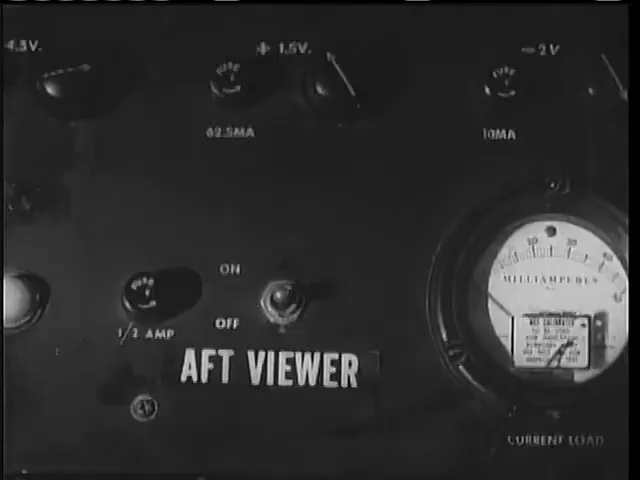 4.5V.
+ 1.5V.
-2V
FUSE
FUSE
62.5MA
10MA
MILLIAMPERES
FUSE
ON
OFF
1/2 AMP
AFT VIEWER
CURRENT LOAD